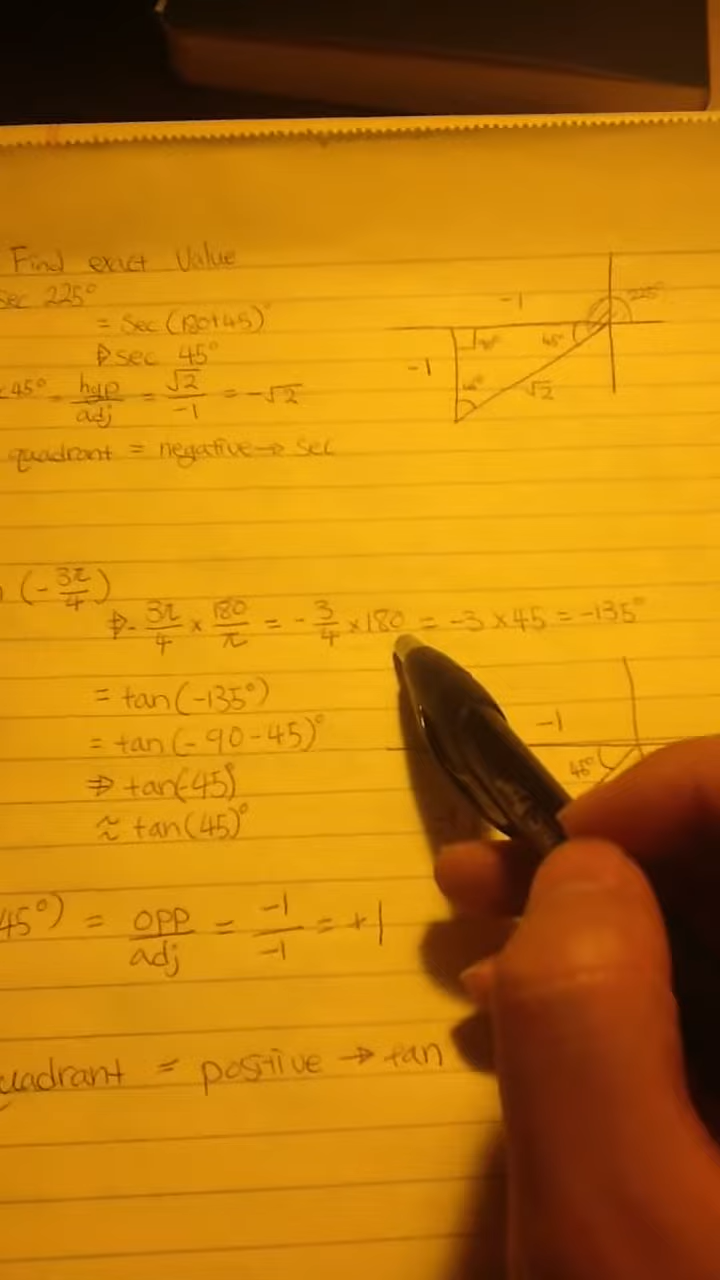 Find exact Value
sec 225°
= Sec (180+45)°
⇒ sec 45°
45° = hyp/adj = √2/-1 = -√2
quadrant = negative → sec
-1
225°
45°
-1
√2
(-3π/4)
⇒ -3π/4 × 180/π = -3/4 × 180 = -3 × 45 = -135°
= tan(-135°)
= tan(-90-45)°
⇒ tan(-45)°
≈ tan(45)°
-1
45°
45°) = opp/adj = -1/-1 = +1
quadrant = positive → tan